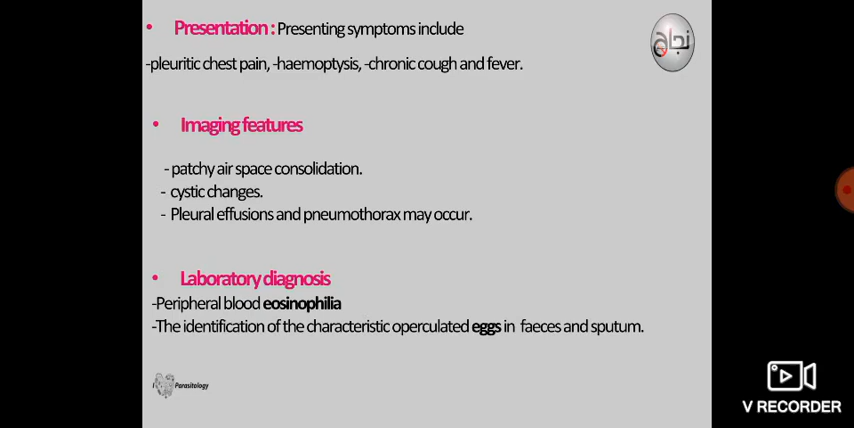 • Presentation : Presenting symptoms include
-pleuritic chest pain, -haemoptysis, -chronic cough and fever.
• Imaging features
- patchy air space consolidation.
- cystic changes.
- Pleural effusions and pneumothorax may occur.
• Laboratory diagnosis
-Peripheral blood eosinophilia
-The identification of the characteristic operculated eggs in faeces and sputum.
نجاح
I Parasitology
V RECORDER